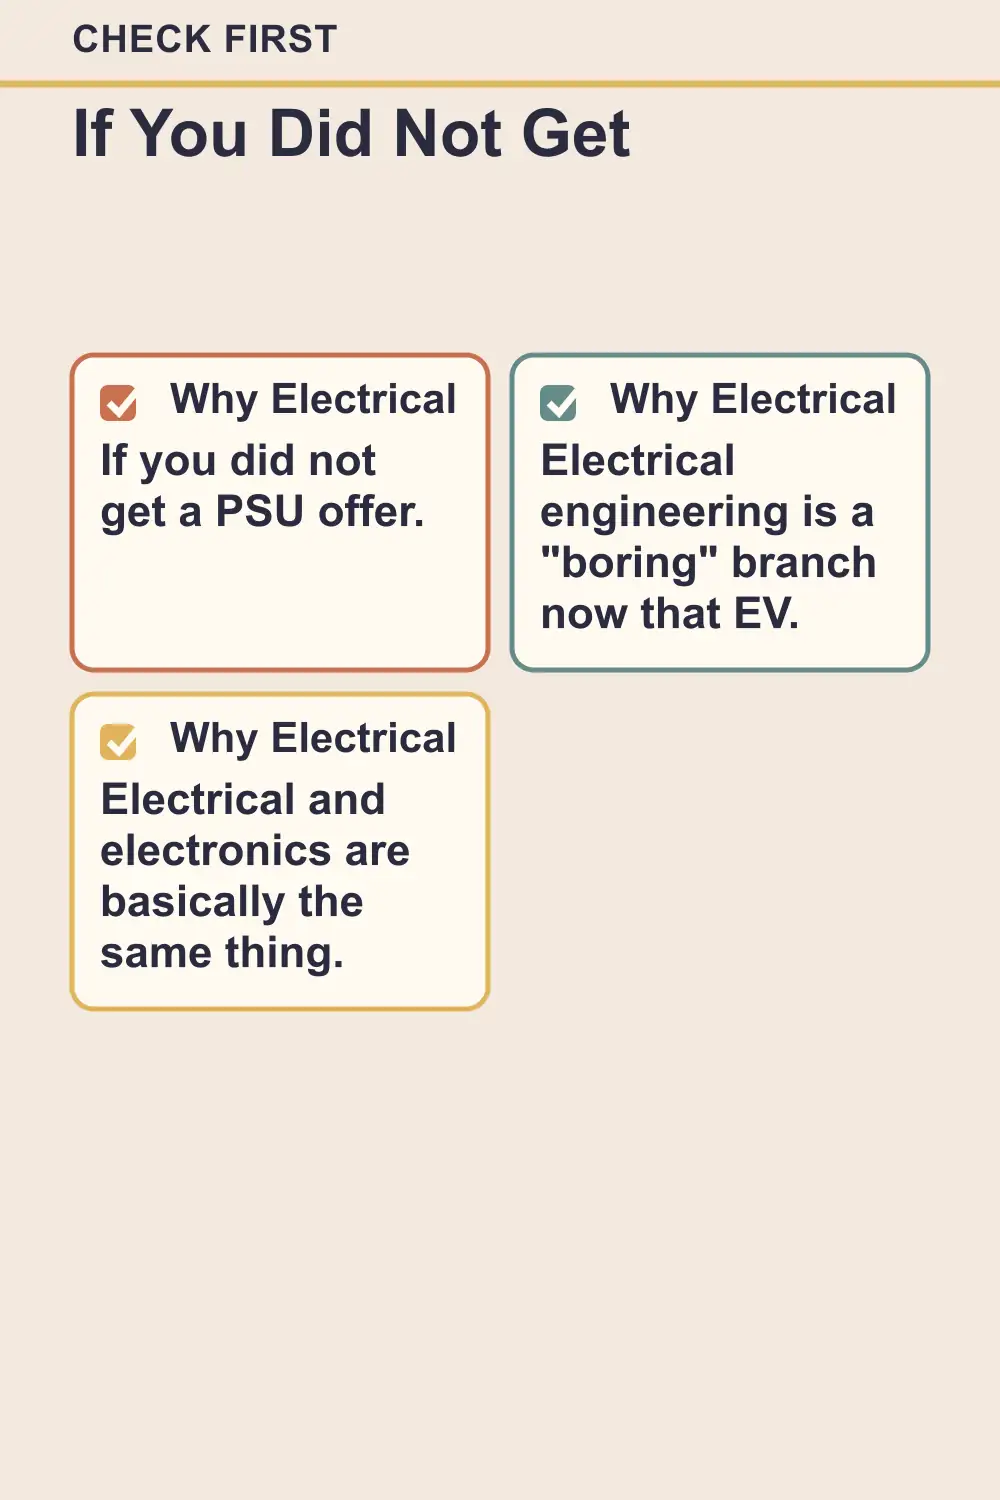 CHECK FIRST
If You Did Not Get
Why Electrical
If you did not
get a PSU offer.
Why Electrical
Electrical
engineering is a
"boring" branch
now that EV.
Why Electrical
Electrical and
electronics are
basically the
same thing.